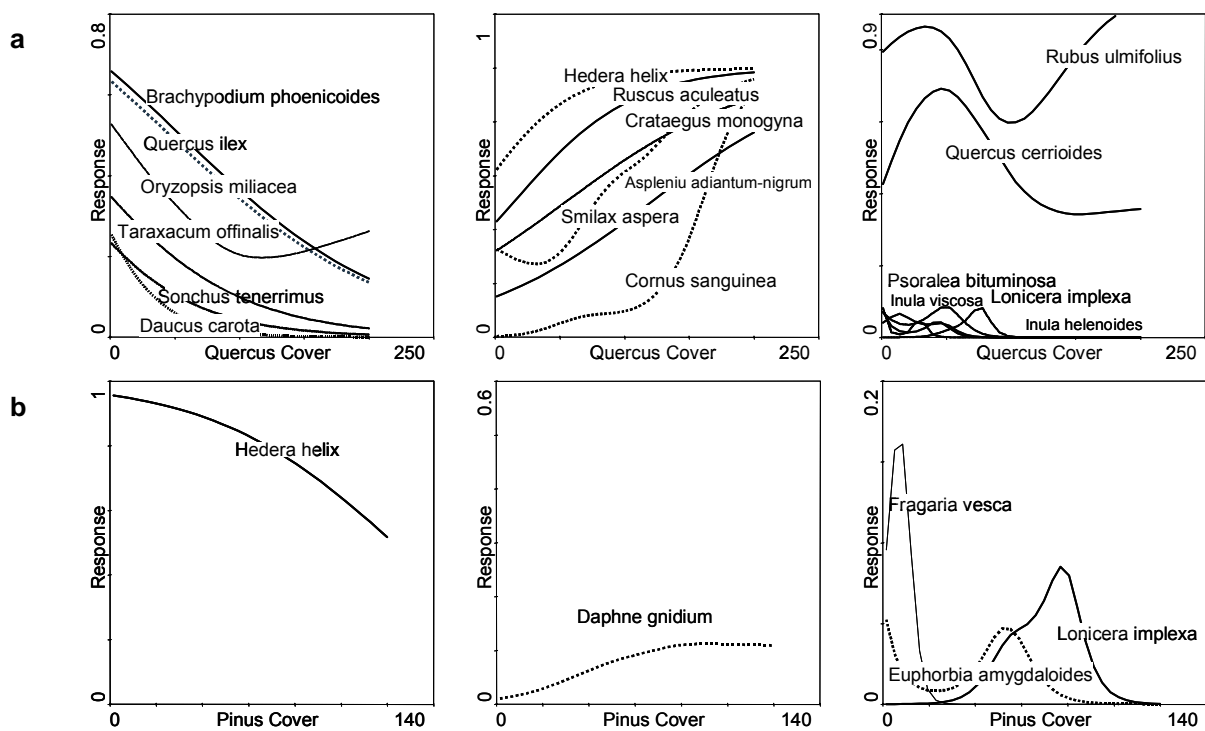 a
0.8
Response
0
Brachypodium phoenicoides
Quercus ilex
Oryzopsis miliacea
Taraxacum offinalis
Sonchus tenerrimus
Daucus carota
0
Quercus Cover
250
1
Response
0
Hedera helix
Ruscus aculeatus
Crataegus monogyna
Aspleniu adiantum-nigrum
Smilax aspera
Cornus sanguinea
0
Quercus Cover
250
0.9
Response
0
Rubus ulmifolius
Quercus cerrioides
Psoralea bituminosa
Inula viscosa
Lonicera implexa
Inula helenoides
0
Quercus Cover
250
b
1
Response
0
Hedera helix
0
Pinus Cover
140
0.6
Response
0
Daphne gnidium
0
Pinus Cover
140
0.2
Response
0
Fragaria vesca
Lonicera implexa
Euphorbia amygdaloides
0
Pinus Cover
140